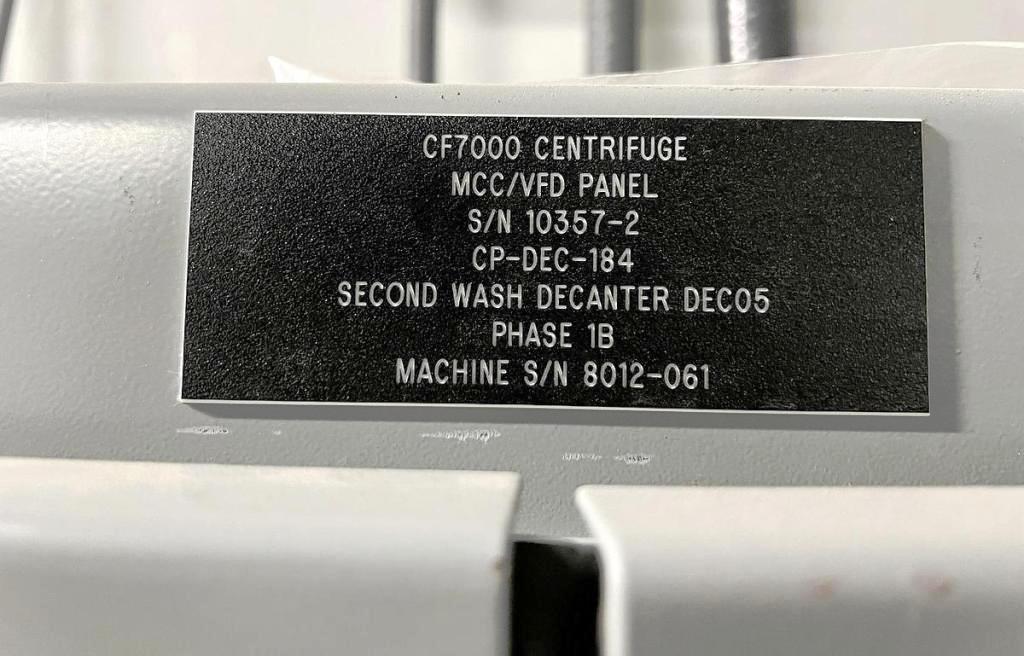 CF7000 CENTRIFUGE
MCC/VFD PANEL
S/N 10357-2
CP-DEC-184
SECOND WASH DECANTER DEC05
PHASE 1B
MACHINE S/N 8012-061